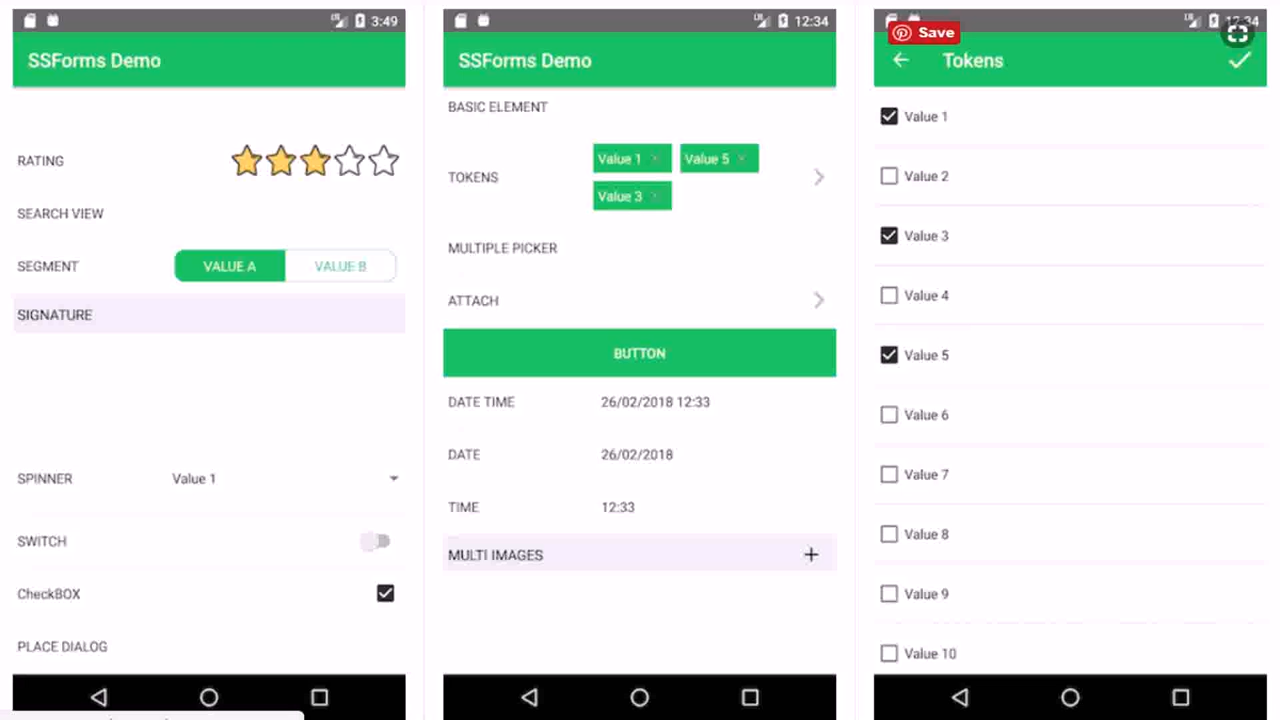 3:49
SSForms Demo
RATING
SEARCH VIEW
SEGMENT VALUE A VALUE B
SIGNATURE
SPINNER Value 1
SWITCH
CheckBOX
PLACE DIALOG
12:34
SSForms Demo
BASIC ELEMENT
Value 1 Value 5
TOKENS
Value 3
MULTIPLE PICKER
ATTACH
BUTTON
DATE TIME 26/02/2018 12:33
DATE 26/02/2018
TIME 12:33
MULTI IMAGES
12:34
Save
Tokens
Value 1
Value 2
Value 3
Value 4
Value 5
Value 6
Value 7
Value 8
Value 9
Value 10